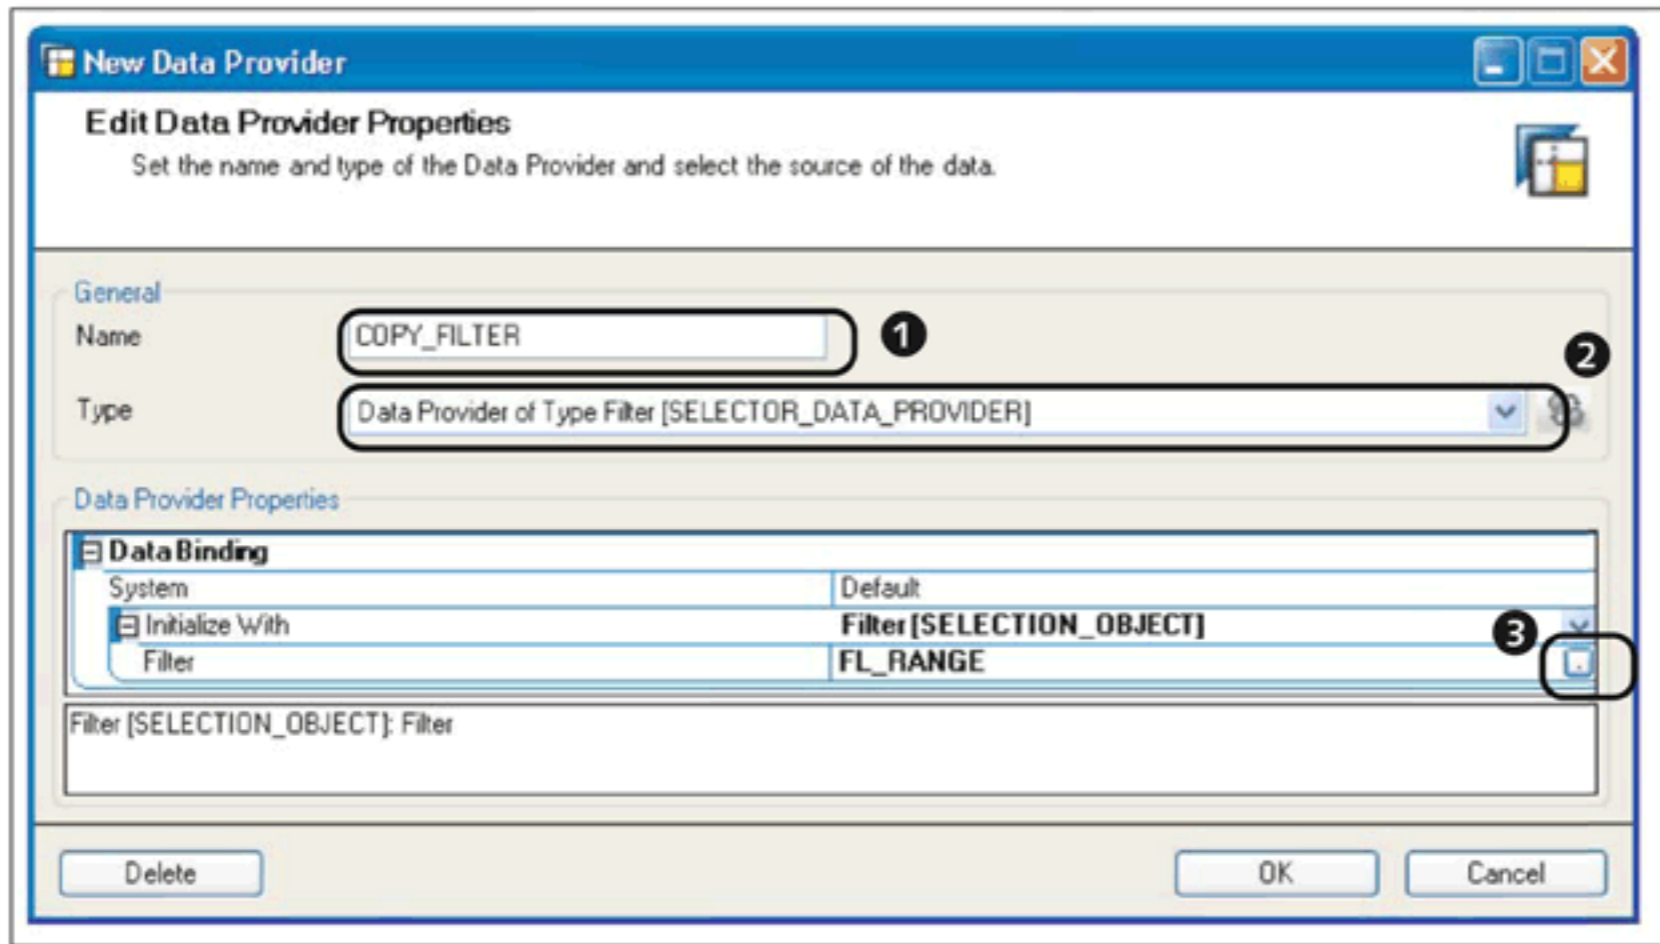 New Data Provider
Edit Data Provider Properties
Set the name and type of the Data Provider and select the source of the data.
General
Name COPY_FILTER 1
2
Type Data Provider of Type Filter [SELECTOR_DATA_PROVIDER]
Data Provider Properties
Data Binding
System Default
Initialize With Filter [SELECTION_OBJECT] 3
Filter FL_RANGE
Filter [SELECTION_OBJECT]: Filter
Delete OK Cancel